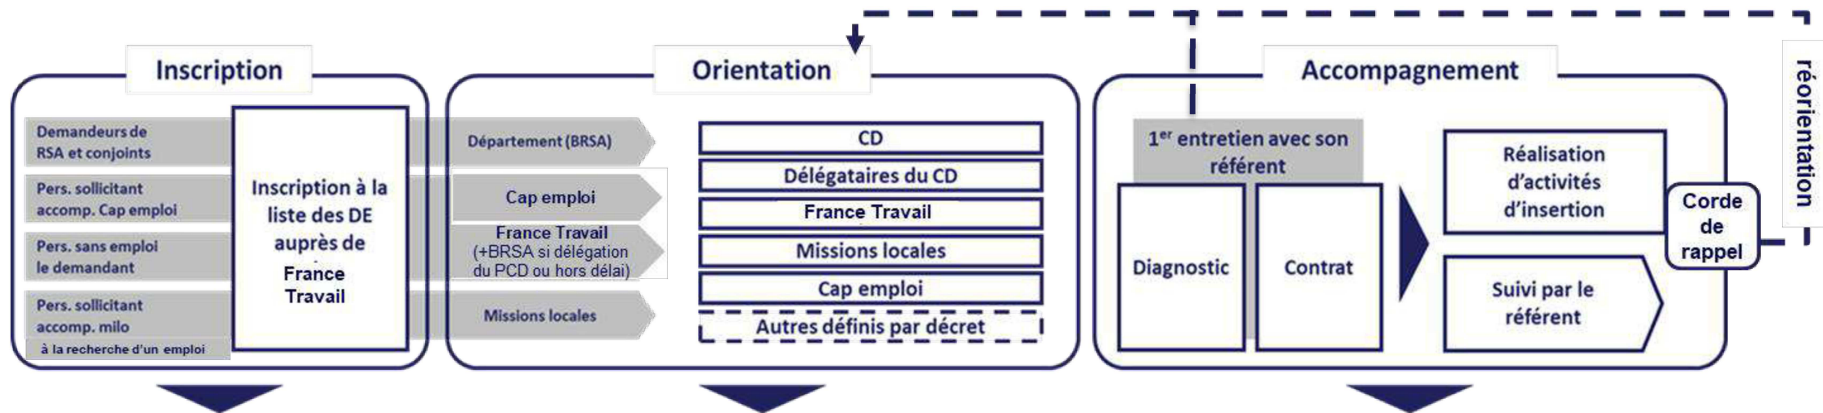 Inscription
Demandeurs de
RSA et conjoints
Pers. sollicitant
accomp. Cap emploi
Pers. sans emploi
le demandant
Pers. sollicitant
accomp. milo
à la recherche d'un emploi
Inscription à la
liste des DE
auprès de
France
Travail
Orientation
Département (BRSA)
Cap emploi
France Travail
(+BRSA si délégation
du PCD ou hors délai)
Missions locales
CD
Délégataires du CD
France Travail
Missions locales
Cap emploi
Autres définis par décret
Accompagnement
1er entretien avec son
référent
Diagnostic
Contrat
Réalisation
d'activités
d'insertion
Suivi par le
référent
Corde
de
rappel
réorientation